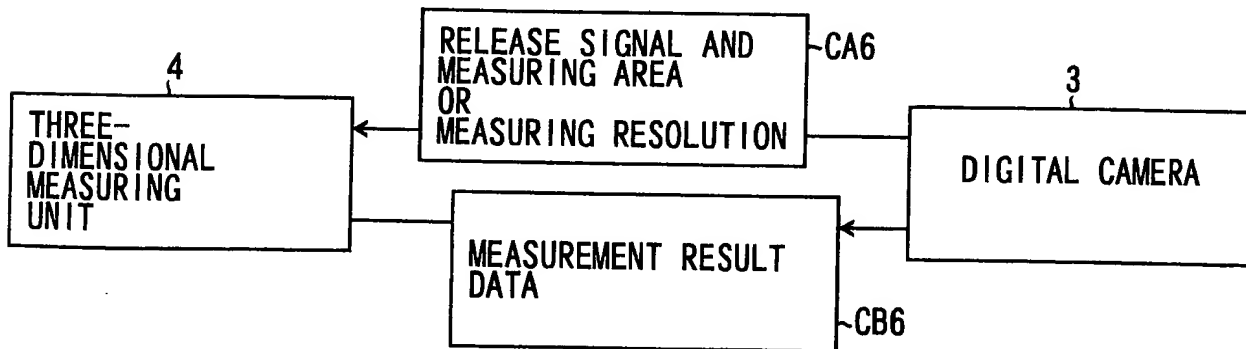 4
THREE-
DIMENSIONAL
MEASURING
UNIT
RELEASE SIGNAL AND
MEASURING AREA
OR
MEASURING RESOLUTION
CA6
3
DIGITAL CAMERA
MEASUREMENT RESULT
DATA
CB6